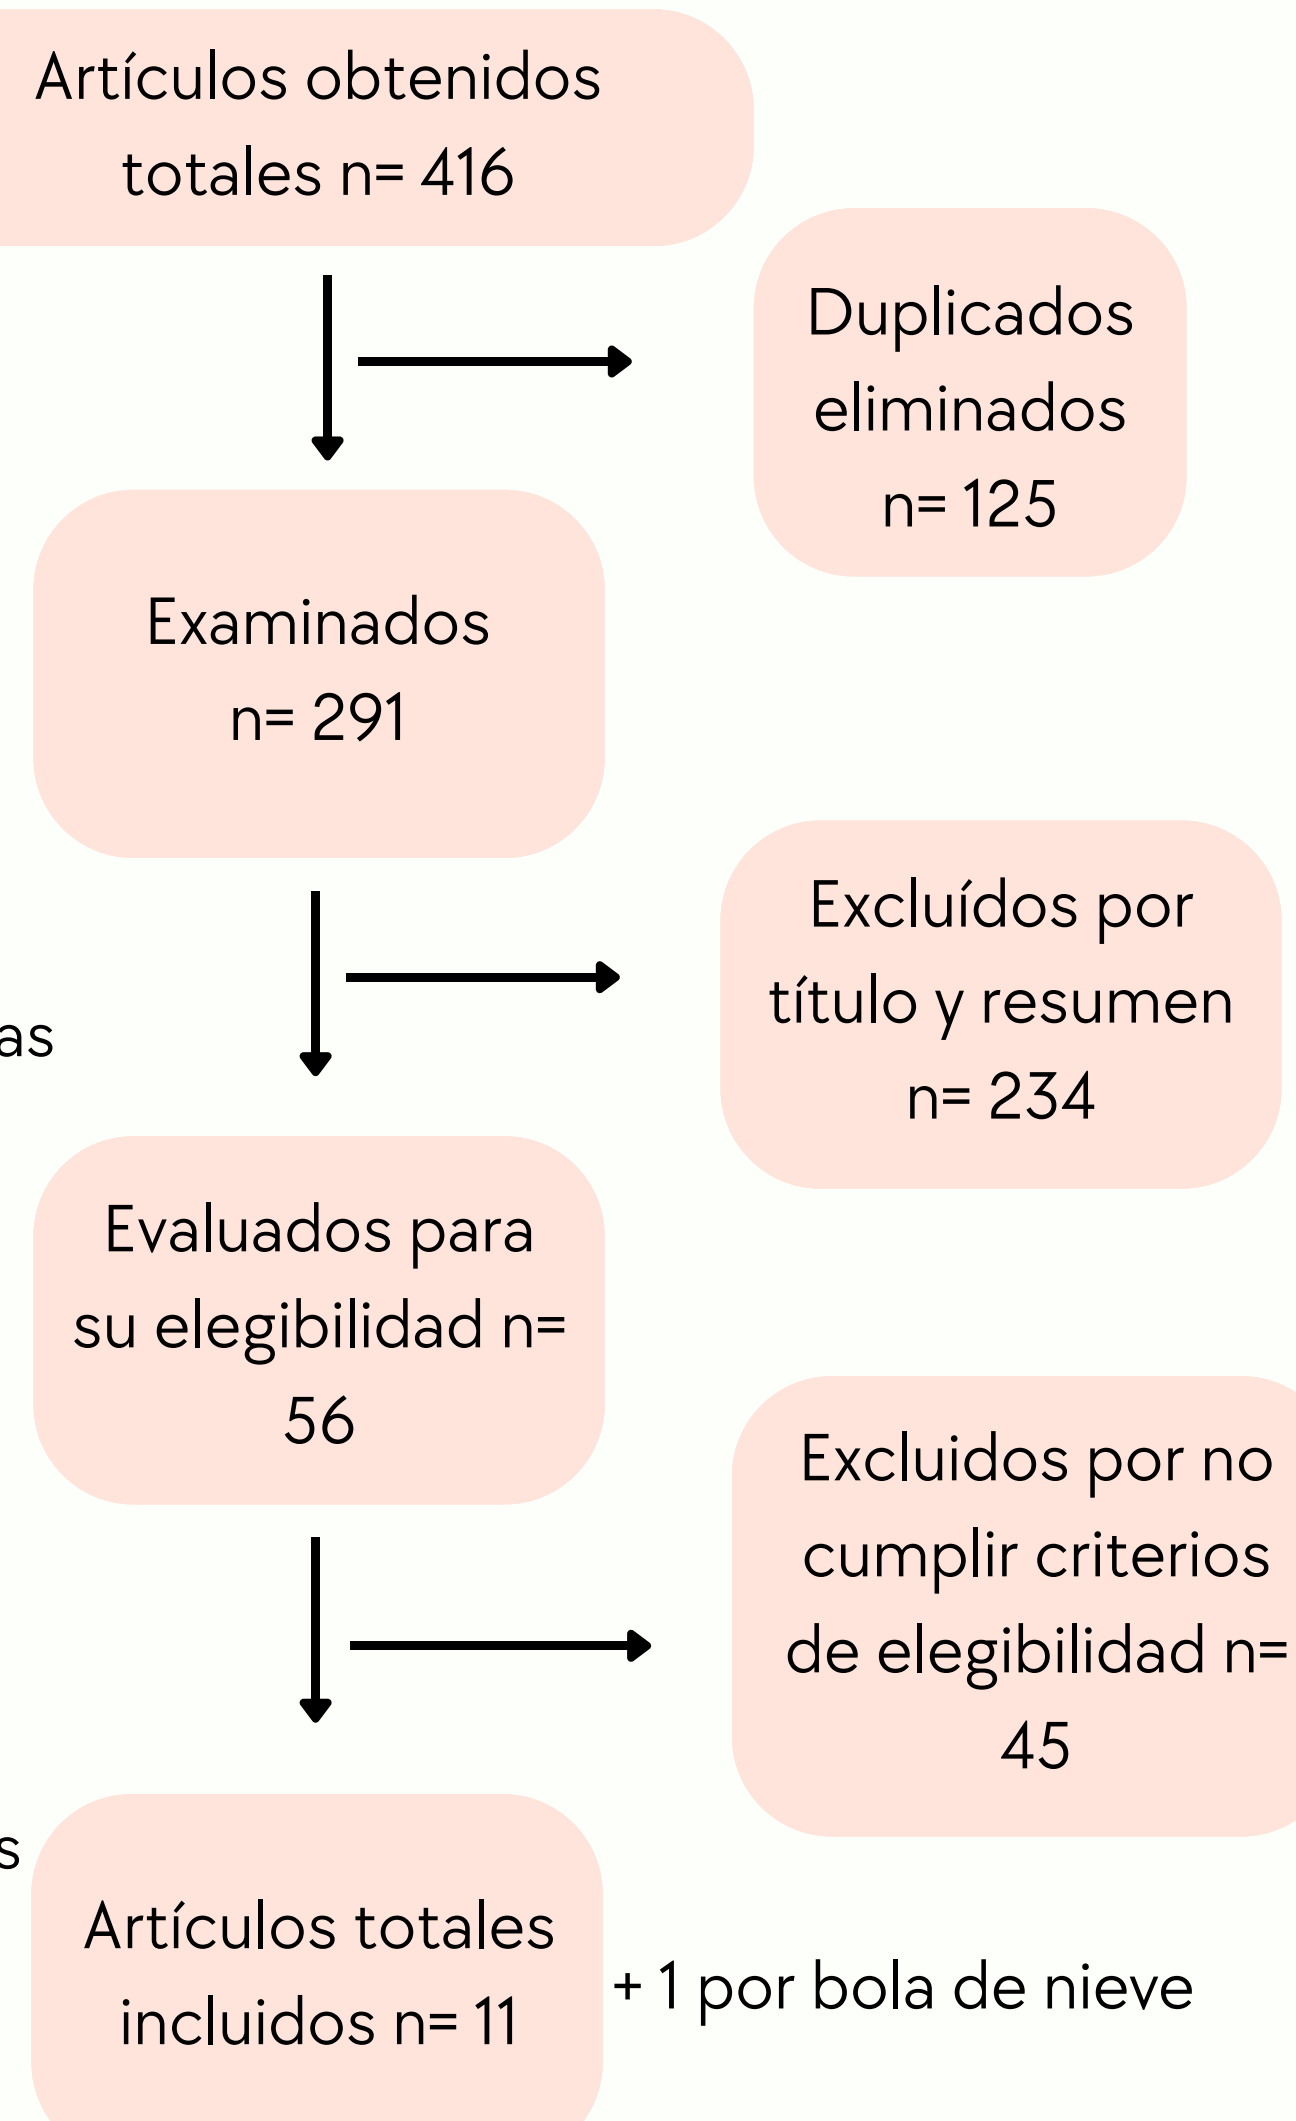 Artículos obtenidos
totales n= 416
Duplicados
eliminados
n= 125
Examinados
n= 291
Excluídos por
título y resumen
n= 234
as
Evaluados para
su elegibilidad n=
56
Excluidos por no
cumplir criterios
de elegibilidad n=
45
s
Artículos totales
incluidos n= 11
+ 1 por bola de nieve